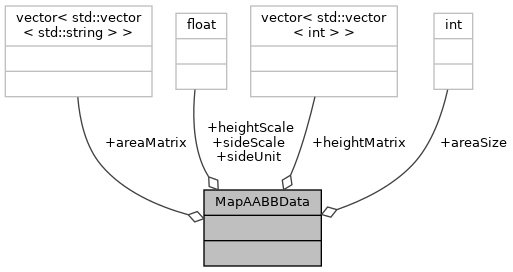 vector< std::vector
< std::string > >
float
vector< std::vector
< int > >
int
+areaMatrix
+heightScale
+sideScale
+sideUnit
+heightMatrix
+areaSize
MapAABBData